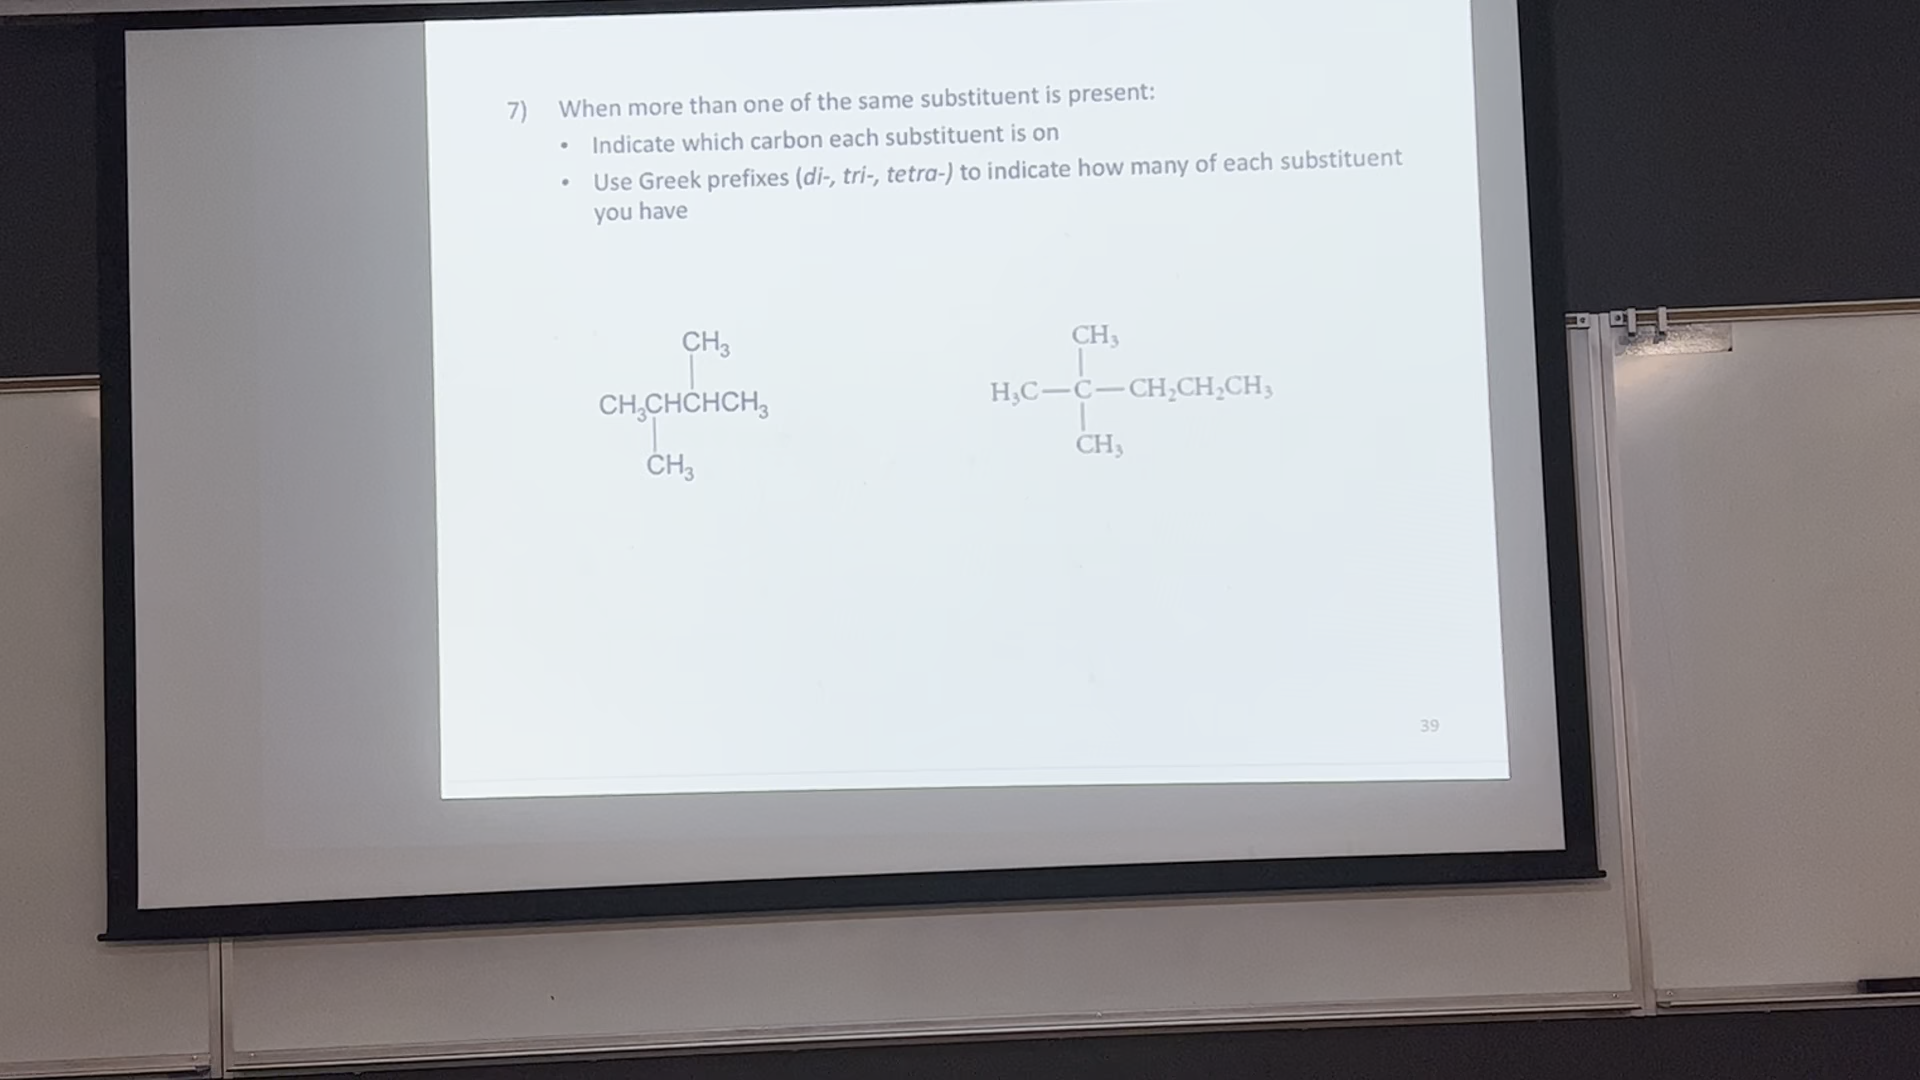 7) When more than one of the same substituent is present:
• Indicate which carbon each substituent is on
• Use Greek prefixes (di-, tri-, tetra-) to indicate how many of each substituent
you have
CH₃
CH₃CHCHCH₃
CH₃
CH₃
H₃C—C—CH₂CH₂CH₃
CH₃
39